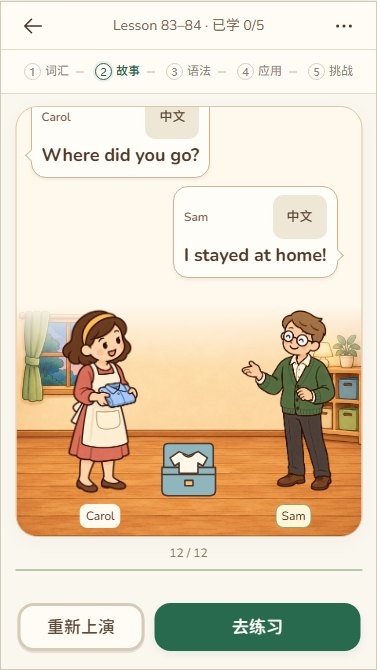 Lesson 83–84 · 已学 0/5
1 词汇 – 2 故事 – 3 语法 – 4 应用 – 5 挑战
Carol
中文
Where did you go?
Sam
中文
I stayed at home!
Carol
Sam
12 / 12
重新上演
去练习